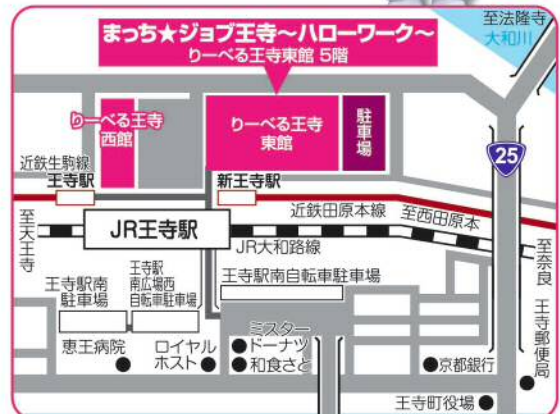 まっち★ジョブ王寺〜ハローワーク〜
りーべる王寺東館 5階
至法隆寺
大和川
りーべる王寺
西館
りーべる王寺
東館
駐車場
25
近鉄生駒線
王寺駅
新王寺駅
近鉄田原本線
至西田原本
至天王寺
JR王寺駅
JR大和路線
至奈良
王寺駅南
駐車場
王寺駅
南広場西
自転車駐車場
王寺駅南自転車駐車場
王寺郵便局
恵王病院
ロイヤル
ホスト
ミスター
ドーナツ
和食さと
京都銀行
王寺町役場